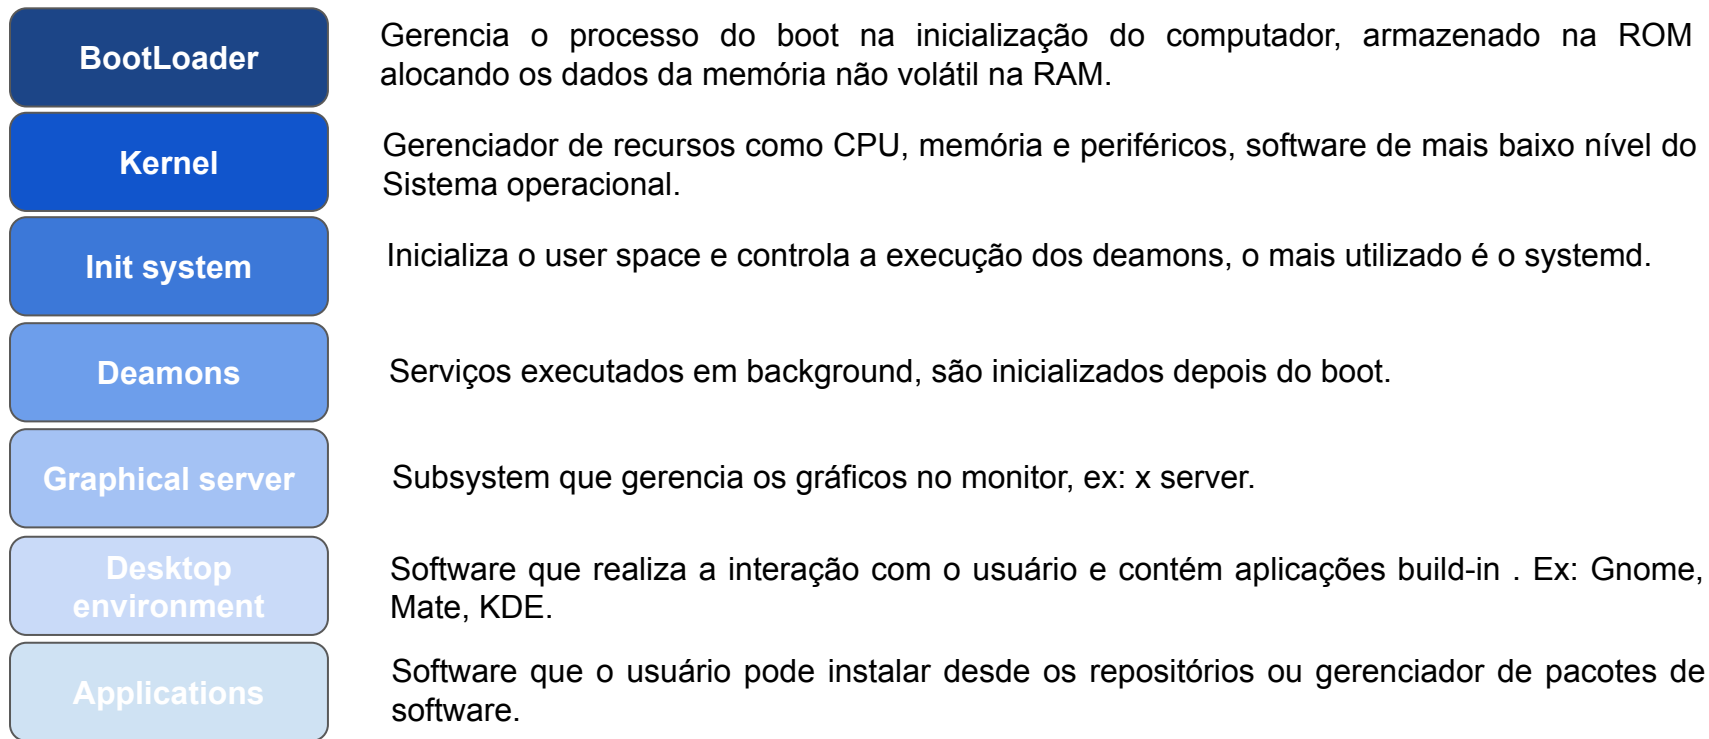 BootLoader
Gerencia o processo do boot na inicialização do computador, armazenado na ROM
alocando os dados da memória não volátil na RAM.
Kernel
Gerenciador de recursos como CPU, memória e periféricos, software de mais baixo nível do
Sistema operacional.
Init system
Inicializa o user space e controla a execução dos deamons, o mais utilizado é o systemd.
Deamons
Serviços executados em background, são inicializados depois do boot.
Graphical server
Subsystem que gerencia os gráficos no monitor, ex: x server.
Desktop
environment
Software que realiza a interação com o usuário e contém aplicações build-in . Ex: Gnome,
Mate, KDE.
Applications
Software que o usuário pode instalar desde os repositórios ou gerenciador de pacotes de
software.